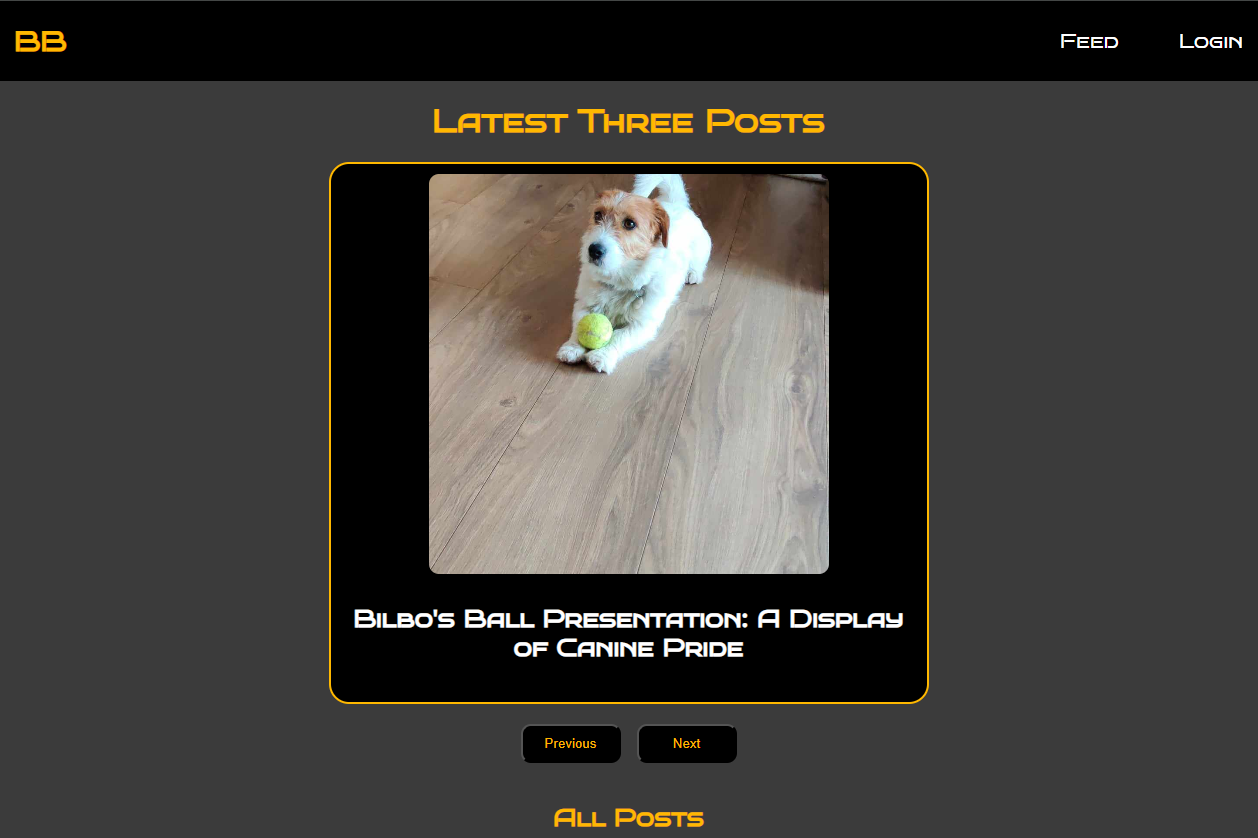 BB
Feed
Login
Latest Three Posts
Bilbo's Ball Presentation: A Display
of Canine Pride
Previous
Next
All Posts